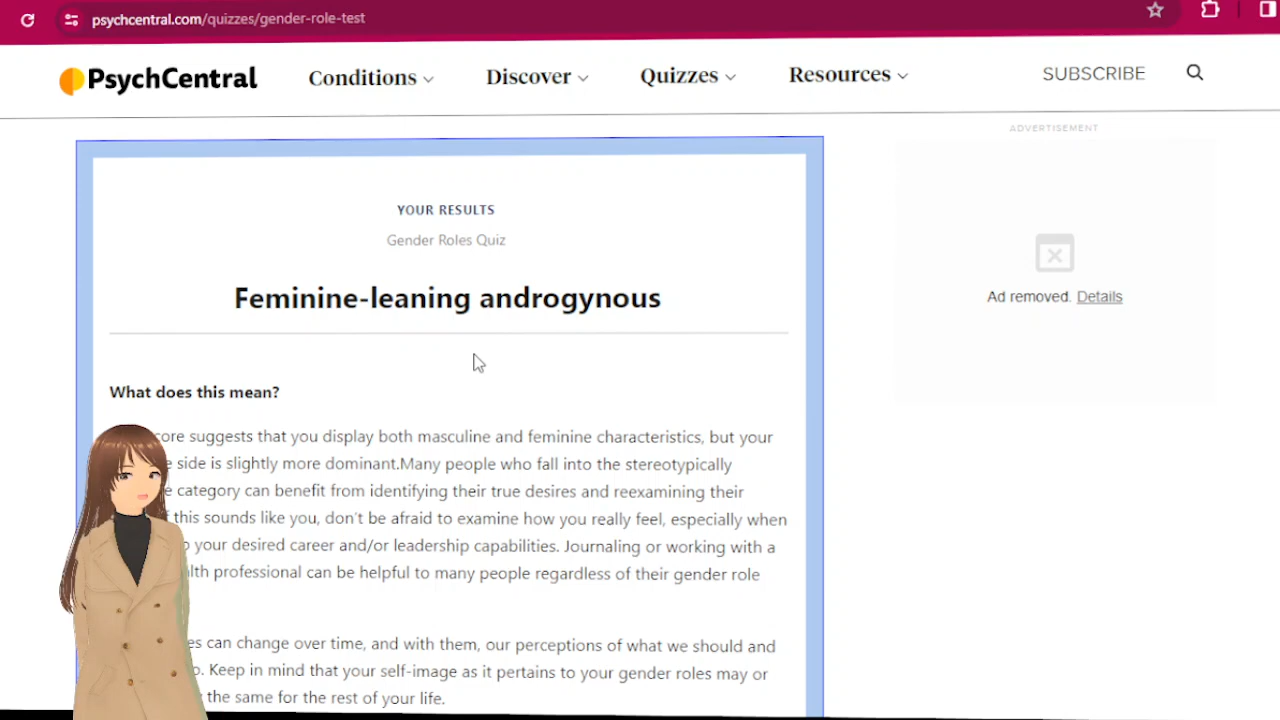 psychcentral.com/quizzes/gender-role-test
PsychCentral
Conditions
Discover
Quizzes
Resources
SUBSCRIBE
ADVERTISEMENT
YOUR RESULTS
Gender Roles Quiz
Feminine-leaning androgynous
Ad removed. Details
What does this mean?
core suggests that you display both masculine and feminine characteristics, but your
side is slightly more dominant.Many people who fall into the stereotypically
category can benefit from identifying their true desires and reexamining their
this sounds like you, don't be afraid to examine how you really feel, especially when
your desired career and/or leadership capabilities. Journaling or working with a
lth professional can be helpful to many people regardless of their gender role
es can change over time, and with them, our perceptions of what we should and
o. Keep in mind that your self-image as it pertains to your gender roles may or
the same for the rest of your life.